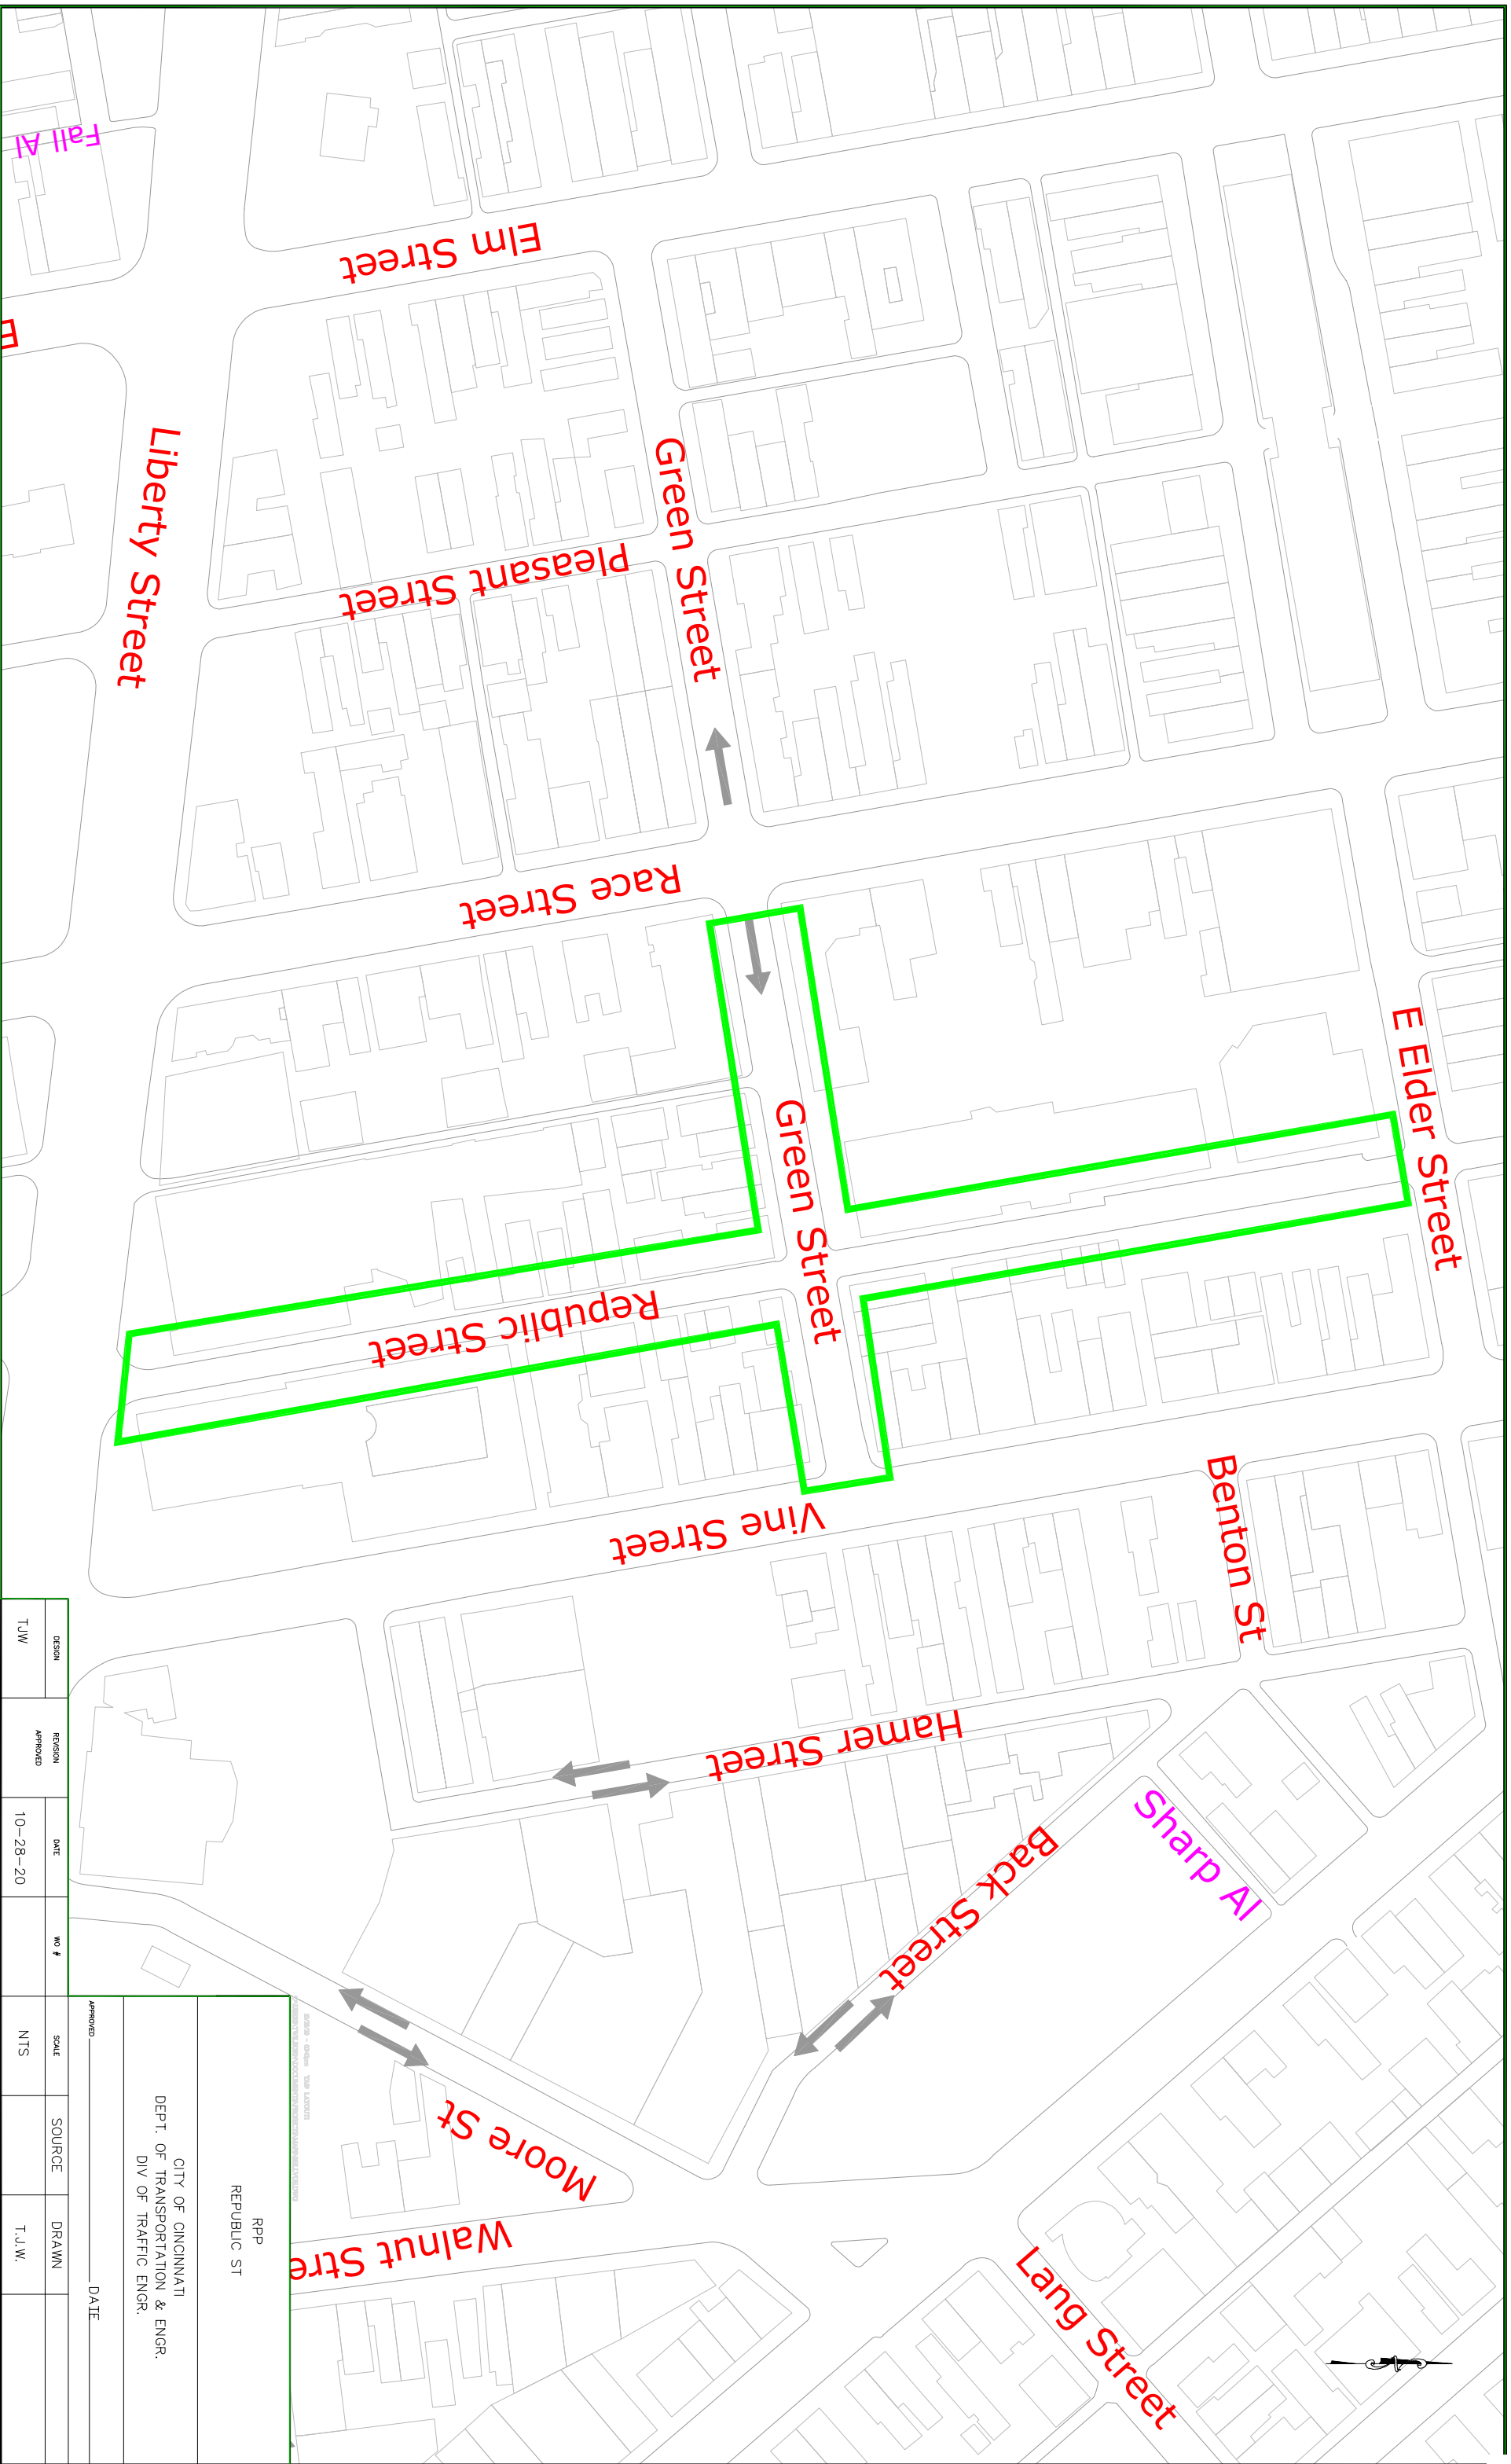 Fall Al
Elm Street
E
Liberty Street
Green Street
Pleasant Street
Race Street
E Elder Street
Green Street
Republic Street
Vine Street
Benton St
Hamer Street
Sharp Al
Back Street
Moore St
Walnut Stre
Lang Street
RPP
REPUBLIC ST
CITY OF CINCINNATI
DEPT. OF TRANSPORTATION & ENGR.
DIV OF TRAFFIC ENGR.
APPROVED DATE
DESIGN REVISION DATE WO # SCALE SOURCE DRAWN
APPROVED
TJW 10-28-20 NTS T.J.W.